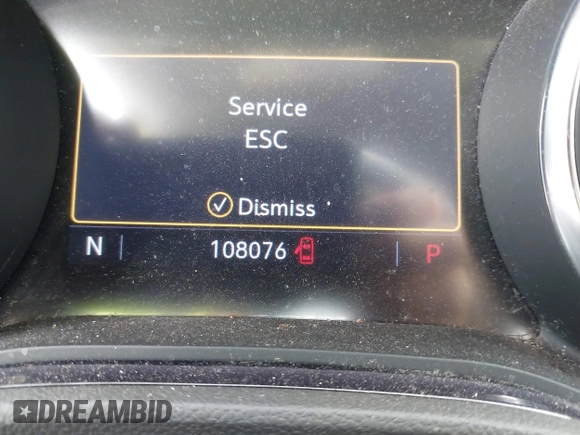 Service
ESC
Dismiss
N 108076 P
DREAMBID